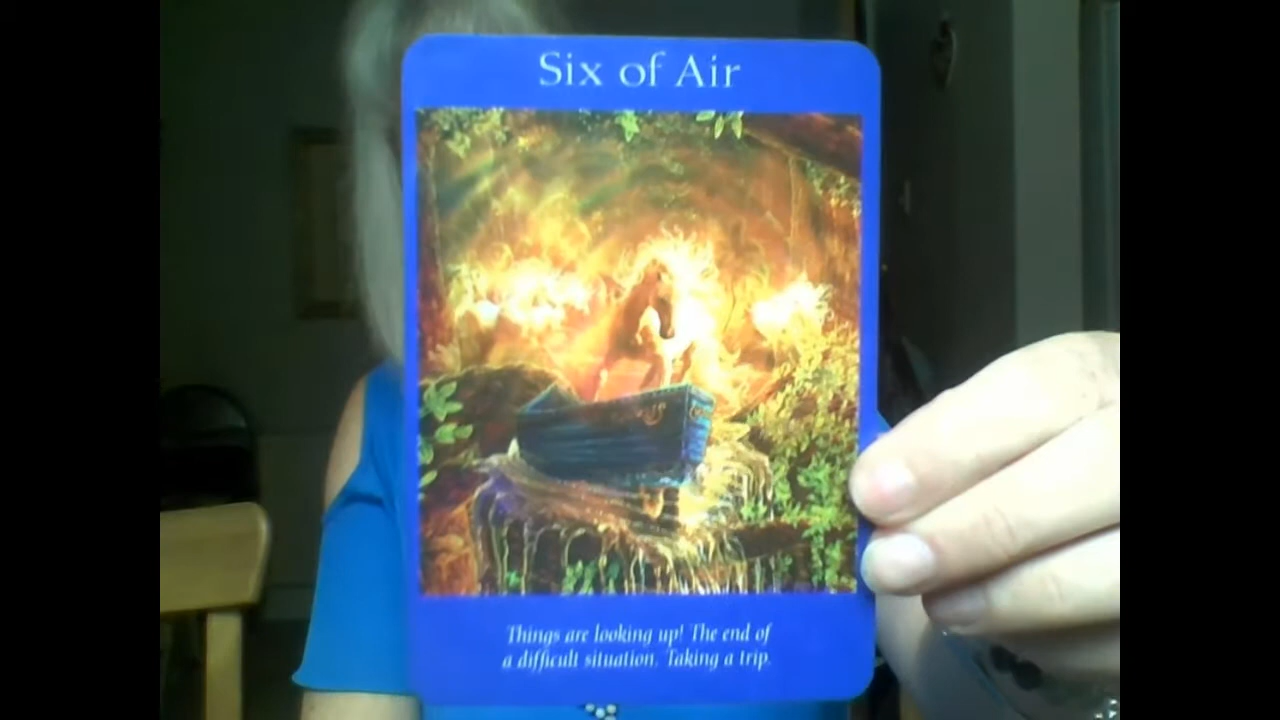 Six of Air
Things are looking up! The end of
a difficult situation. Taking a trip.